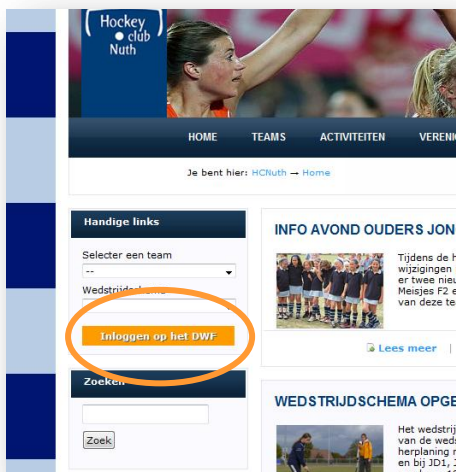 Hockey
club
Nuth
HOME TEAMS ACTIVITEITEN VERENI
Je bent hier: HCNuth → Home
Handige links
Selecter een team
--
Inloggen op het DWF
Zoeken
Zoek
INFO AVOND OUDERS JON
Tijdens de h
wijzigingen
er twee nieu
Meisjes F2 e
van deze te
Lees meer |
WEDSTRIJDSCHEMA OPGE
Het wedstrij
van de weds
herplaning
en bij JD1,